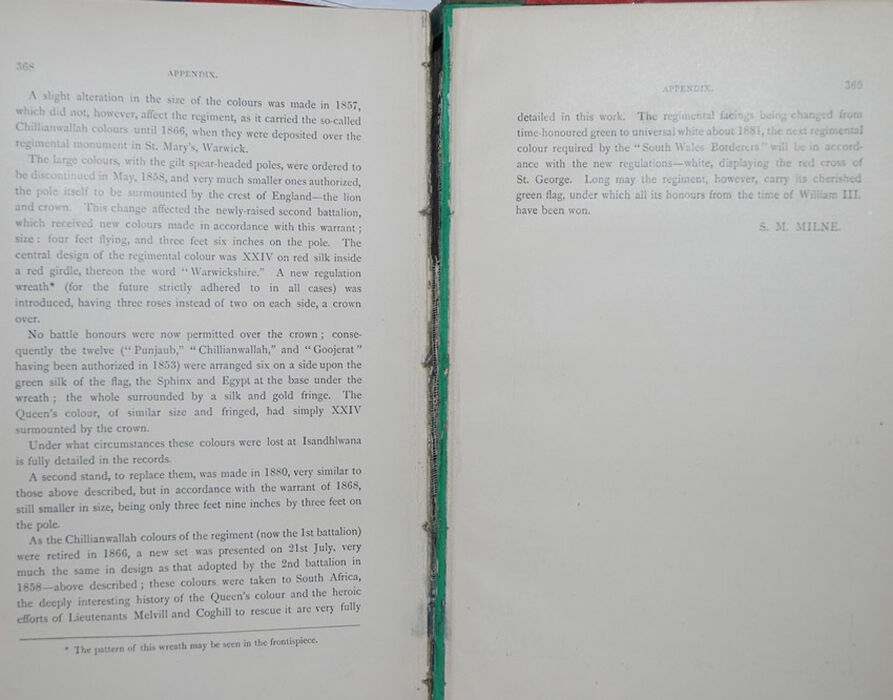 368
APPENDIX.
A slight alteration in the size of the colours was made in 1857,
which did not, however, affect the regiment, as it carried the so-called
Chillianwallah colours until 1866, when they were deposited over the
regimental monument in St. Mary's, Warwick.
The large colours, with the gilt spear-headed poles, were ordered to
be discontinued in May, 1858, and very much smaller ones authorized,
the pole itself to be surmounted by the crest of England—the lion
and crown. This change affected the newly-raised second battalion,
which received new colours made in accordance with this warrant;
size: four feet flying, and three feet six inches on the pole. The
central design of the regimental colour was XXIV on red silk inside
a red girdle, thereon the word "Warwickshire." A new regulation
wreath* (for the future strictly adhered to in all cases) was
introduced, having three roses instead of two on each side, a crown
over.
No battle honours were now permitted over the crown; conse-
quently the twelve ("Punjaub," "Chillianwallah," and "Goojerat"
having been authorized in 1853) were arranged six on a side upon the
green silk of the flag, the Sphinx and Egypt at the base under the
wreath; the whole surrounded by a silk and gold fringe. The
Queen's colour, of similar size and fringed, had simply XXIV
surmounted by the crown.
Under what circumstances these colours were lost at Isandhlwana
is fully detailed in the records.
A second stand, to replace them, was made in 1880, very similar to
those above described, but in accordance with the warrant of 1868,
still smaller in size, being only three feet nine inches by three feet on
the pole.
As the Chillianwallah colours of the regiment (now the 1st battalion)
were retired in 1866, a new set was presented on 21st July, very
much the same in design as that adopted by the 2nd battalion in
1858—above described; these colours were taken to South Africa,
the deeply interesting history of the Queen's colour and the heroic
efforts of Lieutenants Melvill and Coghill to rescue it are very fully
* The pattern of this wreath may be seen in the frontispiece.
APPENDIX.
369
detailed in this work. The regimental facings being changed from
time-honoured green to universal white about 1881, the next regimental
colour required by the "South Wales Borderers" will be in accord-
ance with the new regulations—white, displaying the red cross of
St. George. Long may the regiment, however, carry its cherished
green flag, under which all its honours from the time of William III.
have been won.
S. M. MILNE.